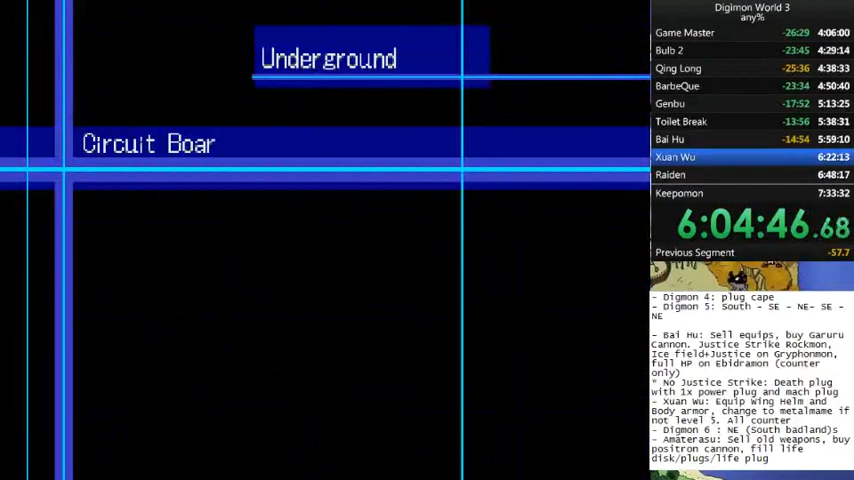 Underground
Circuit Boar
Digimon World 3
any%
Game Master -26:29 4:06:00
Bulb 2 -23:45 4:29:14
Qing Long -25:36 4:38:33
BarbeQue -23:34 4:50:40
Genbu -17:52 5:13:25
Toilet Break -13:56 5:38:31
Bai Hu -14:54 5:59:10
Xuan Wu 6:22:13
Raiden 6:48:17
Keepomon 7:33:32
6:04:46.68
Previous Segment -57.7
- Digmon 4: plug cape
- Digmon 5: South - SE - NE- SE -
NE
- Bai Hu: Sell equips, buy Garuru
Cannon. Justice Strike Rockmon,
Ice field+Justice on Gryphonmon,
full HP on Ebidramon (counter
only)
* No Justice Strike: Death plug
with 1x power plug and mach plug
- Xuan Wu: Equip Wing Helm and
Body armor, change to metalmame if
not level 5. All counter
- Digmon 6 : NE (South badland)s
- Amaterasu: Sell old weapons, buy
positron cannon, fill life
disk/plugs/life plug